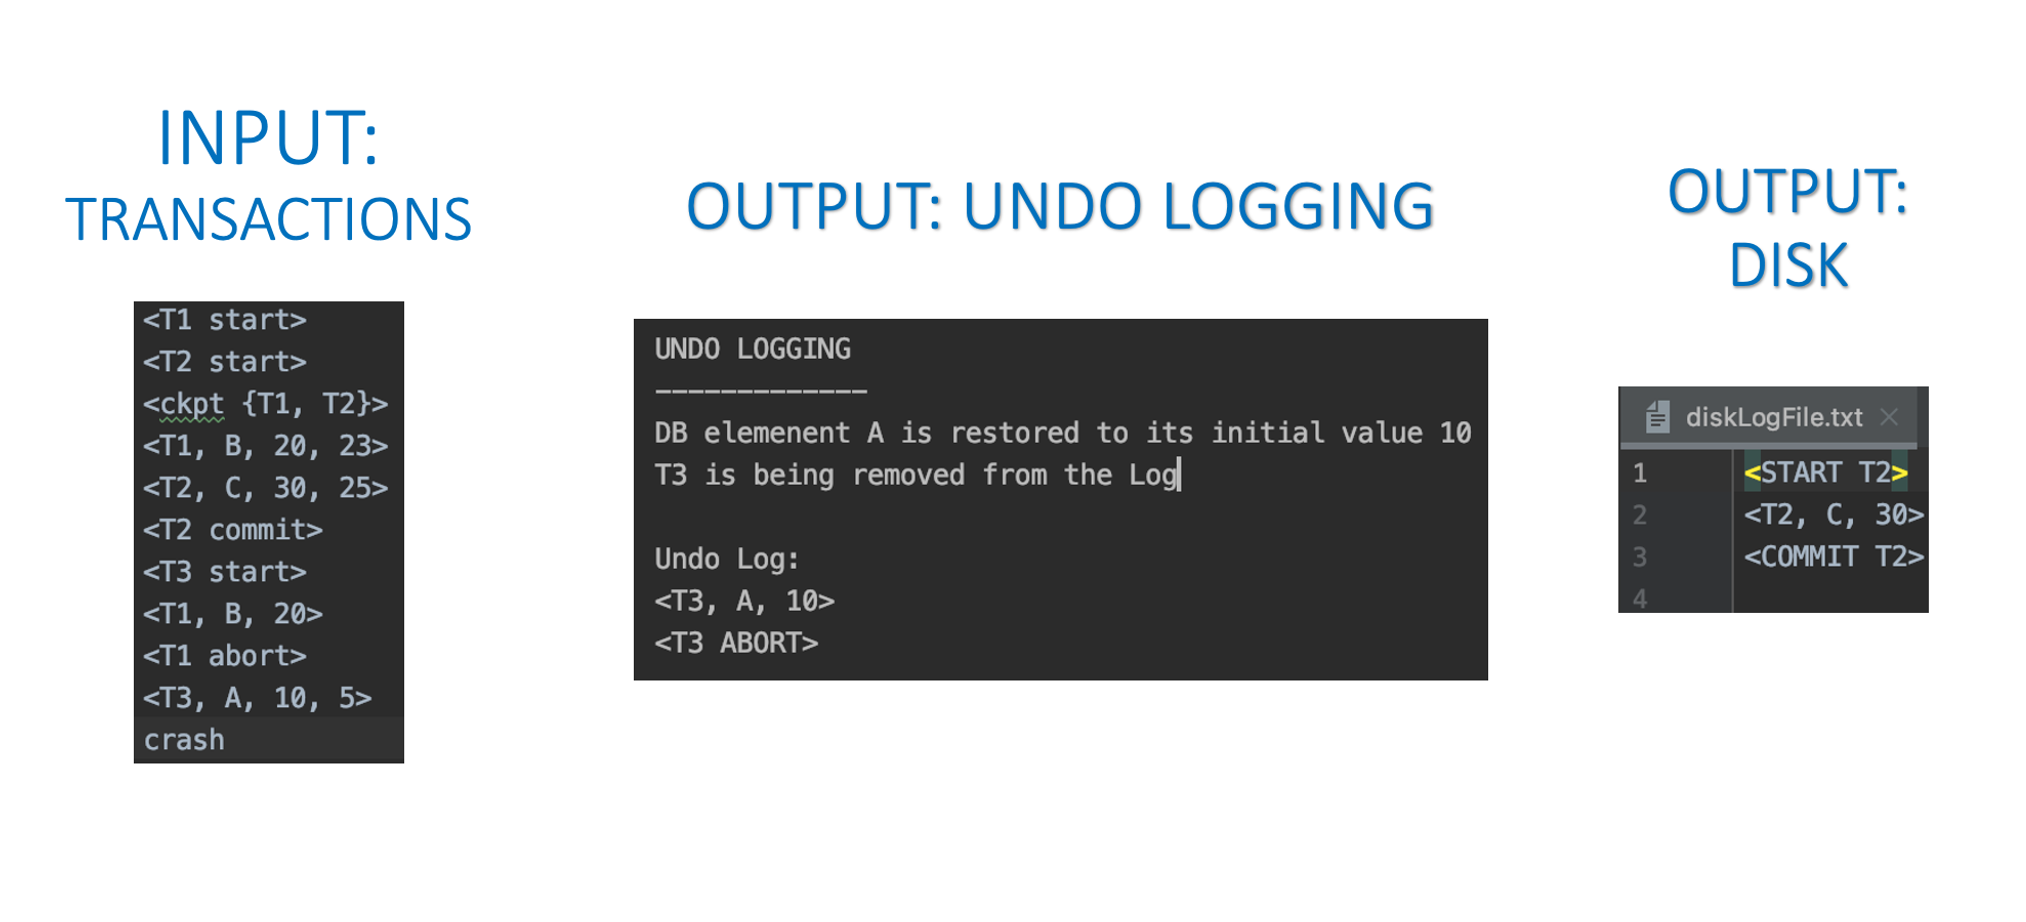 INPUT:
TRANSACTIONS
<T1 start>
<T2 start>
<ckpt {T1, T2}>
<T1, B, 20, 23>
<T2, C, 30, 25>
<T2 commit>
<T3 start>
<T1, B, 20>
<T1 abort>
<T3, A, 10, 5>
crash
OUTPUT: UNDO LOGGING
UNDO LOGGING
-------------
DB elemenent A is restored to its initial value 10
T3 is being removed from the Log
Undo Log:
<T3, A, 10>
<T3 ABORT>
OUTPUT:
DISK
diskLogFile.txt
1 <START T2>
2 <T2, C, 30>
3 <COMMIT T2>
4